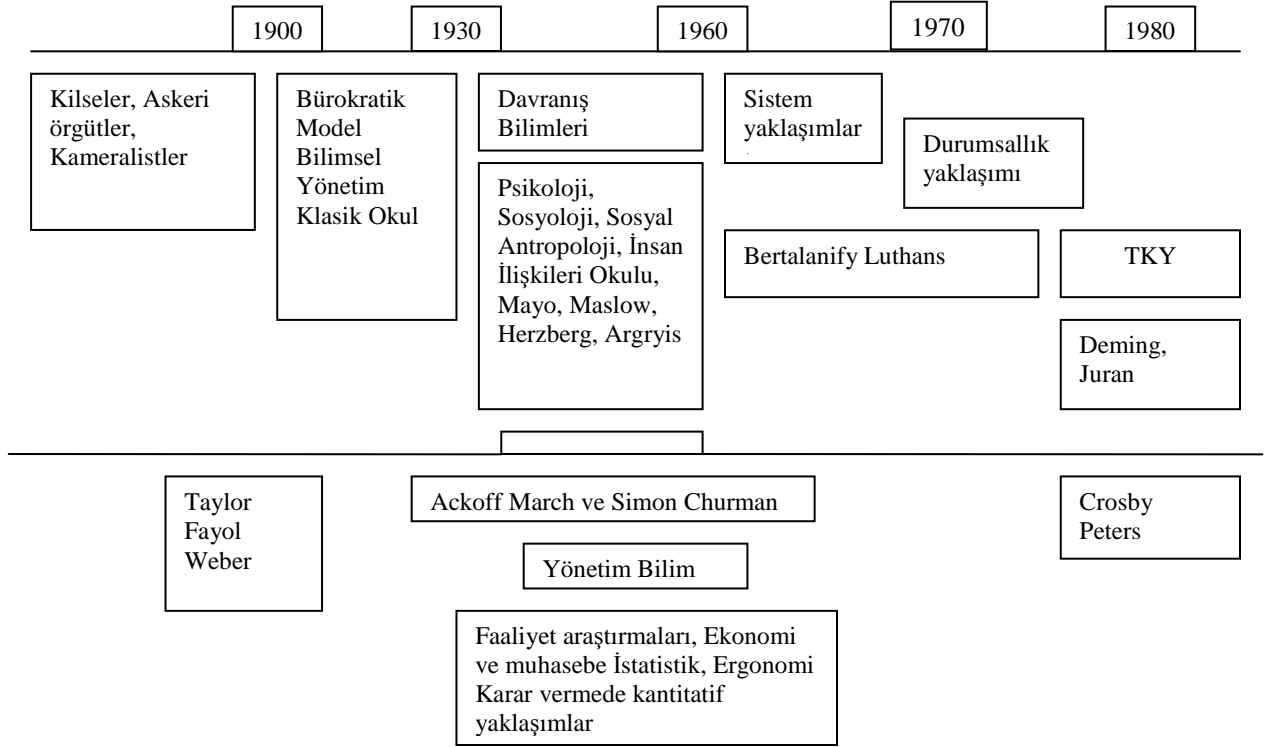 1900
1930
1960
1970
1980
Kilseler, Askeri
örgütler,
Kameralistler
Bürokratik
Model
Bilimsel
Yönetim
Klasik Okul
Davranış
Bilimleri
Psikoloji,
Sosyoloji, Sosyal
Antropoloji, İnsan
İlişkileri Okulu,
Mayo, Maslow,
Herzberg, Argryis
Sistem
yaklaşımlar
Durumsallık
yaklaşımı
Bertalanify Luthans
TKY
Deming,
Juran
Taylor
Fayol
Weber
Ackoff March ve Simon Churman
Yönetim Bilim
Faaliyet araştırmaları, Ekonomi
ve muhasebe İstatistik, Ergonomi
Karar vermede kantitatif
yaklaşımlar
Crosby
Peters